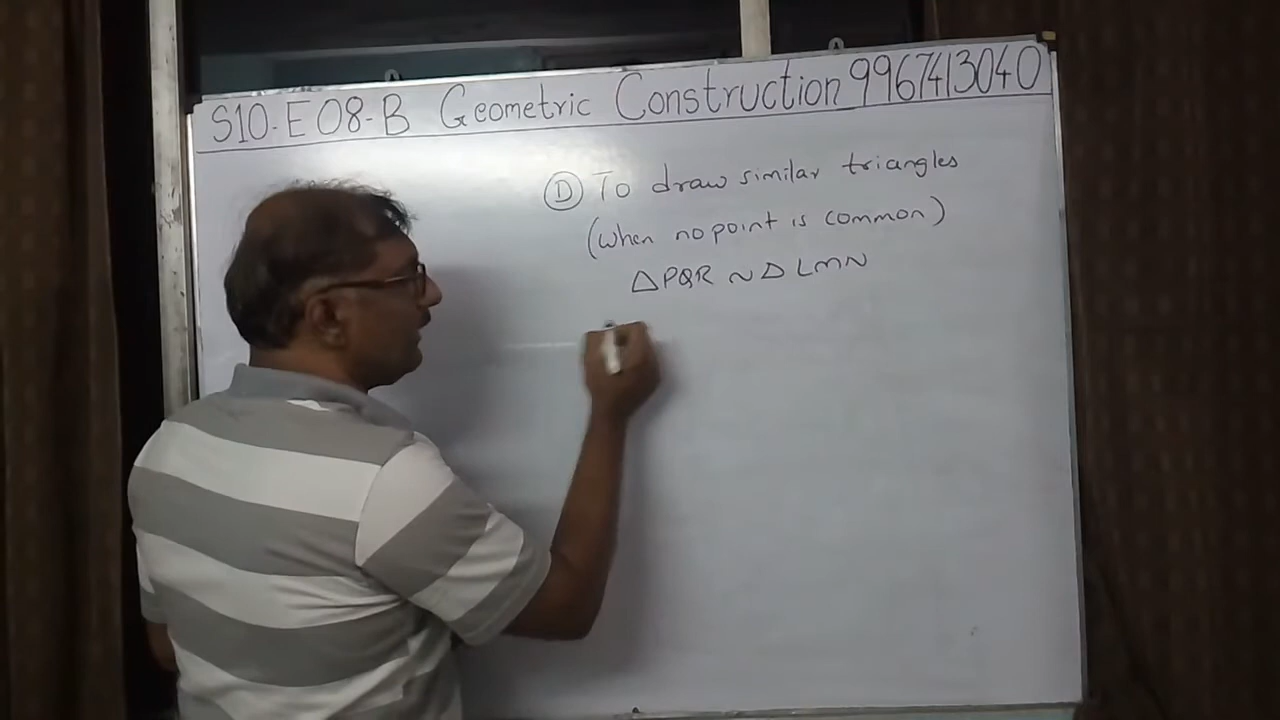 S10-E08-B Geometric Construction 9967413040
(D) To draw similar triangles
(when no point is common)
△PQR ~ △LMN